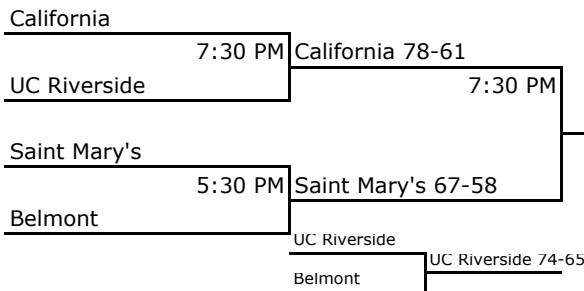 California
7:30 PM California 78-61
UC Riverside 7:30 PM
Saint Mary's
5:30 PM Saint Mary's 67-58
Belmont
UC Riverside
UC Riverside 74-65
Belmont